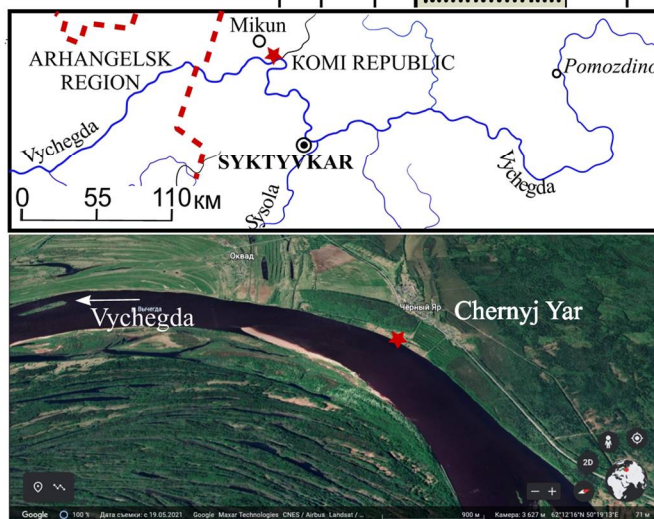 Mikun
ARHANGELSK
REGION
KOMI REPUBLIC
Pomozdino
Vychegda
SYKTYVKAR
Vychegda
Sysola
0 55 110 км
Оквад
Чёрный Яр
Chernyj Yar
Вычегда
Vychegda
2D
Google 100 % Дата съемки: с 19.05.2021 Google Maxar Technologies CNES / Airbus Landsat / ... 900 м Камера: 3 627 м 62°12'16"N 50°19'13"E 71 м